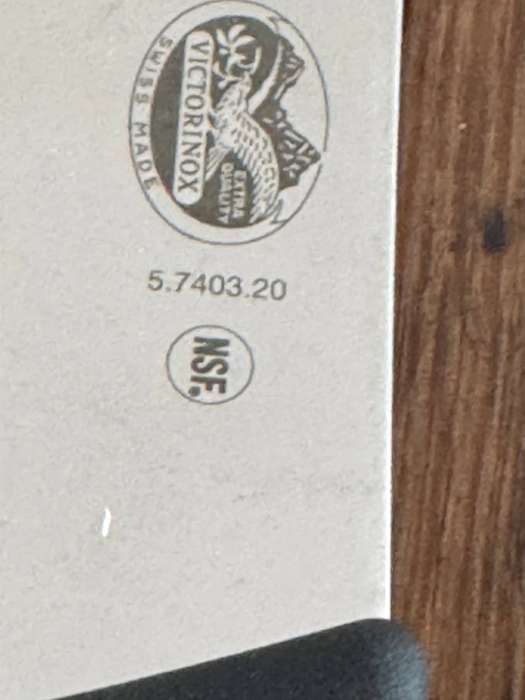 SWISS MADE
VICTORINOX
EXTRA
QUALITY
5.7403.20
NSF®